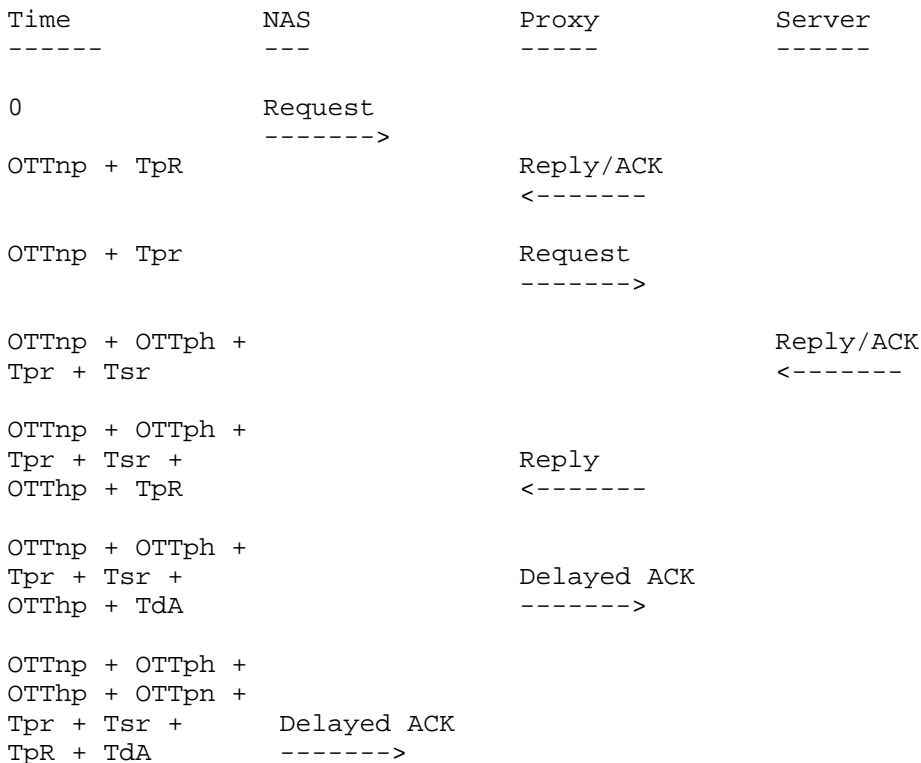 Time NAS Proxy Server
------ --- ----- ------
0 Request
------->
OTTnp + TpR Reply/ACK
<-------
OTTnp + Tpr Request
------->
OTTnp + OTTph + Reply/ACK
Tpr + Tsr <-------
OTTnp + OTTph +
Tpr + Tsr + Reply
OTThp + TpR <-------
OTTnp + OTTph +
Tpr + Tsr + Delayed ACK
OTThp + TdA ------->
OTTnp + OTTph +
OTThp + OTTpn +
Tpr + Tsr + Delayed ACK
TpR + TdA ------->